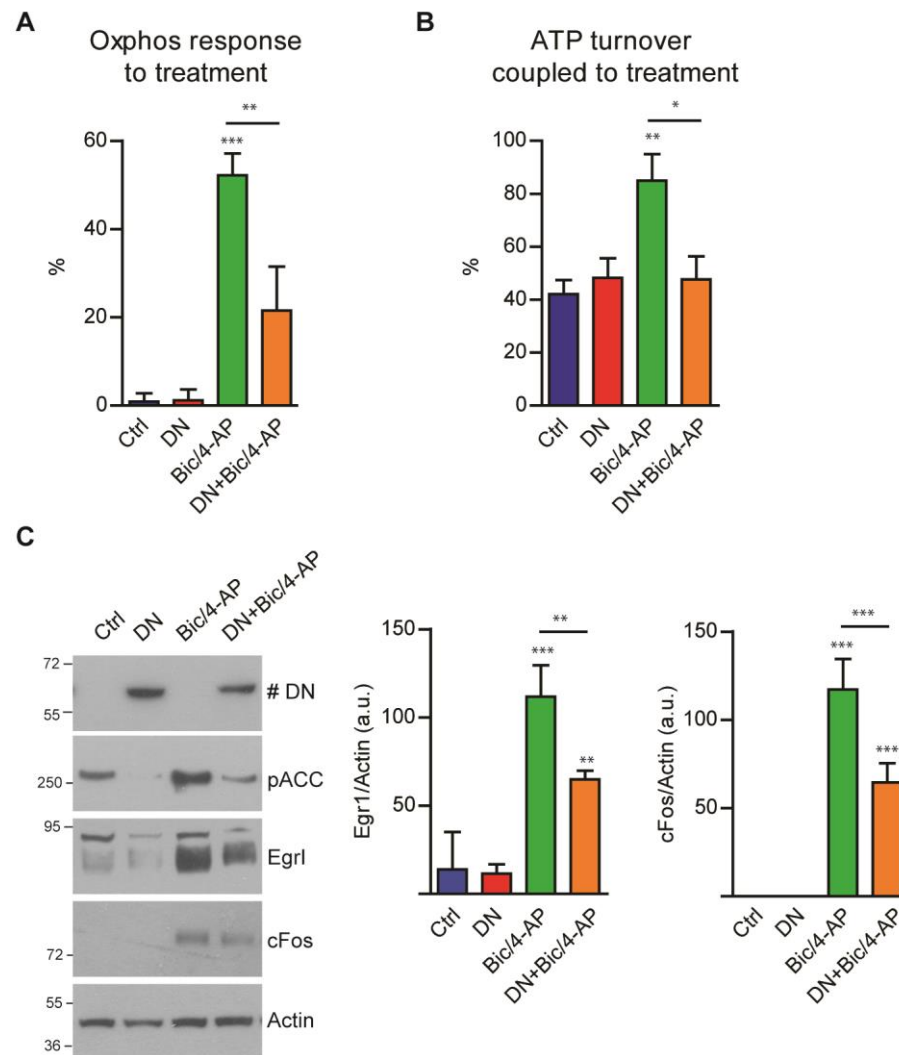 A
Oxphos response
to treatment
**
***
60
40
20
0
%
Ctrl
DN
Bic/4-AP
DN+Bic/4-AP
B
ATP turnover
coupled to treatment
*
**
100
80
60
40
20
0
%
Ctrl
DN
Bic/4-AP
DN+Bic/4-AP
C
Ctrl
DN
Bic/4-AP
DN+Bic/4-AP
72
55
# DN
250
pACC
95
EgrI
72
cFos
55
36
Actin
**
***
**
150
100
50
Egr1/Actin (a.u.)
Ctrl
DN
Bic/4-AP
DN+Bic/4-AP
***
***
***
150
100
50
cFos/Actin (a.u.)
Ctrl
DN
Bic/4-AP
DN+Bic/4-AP